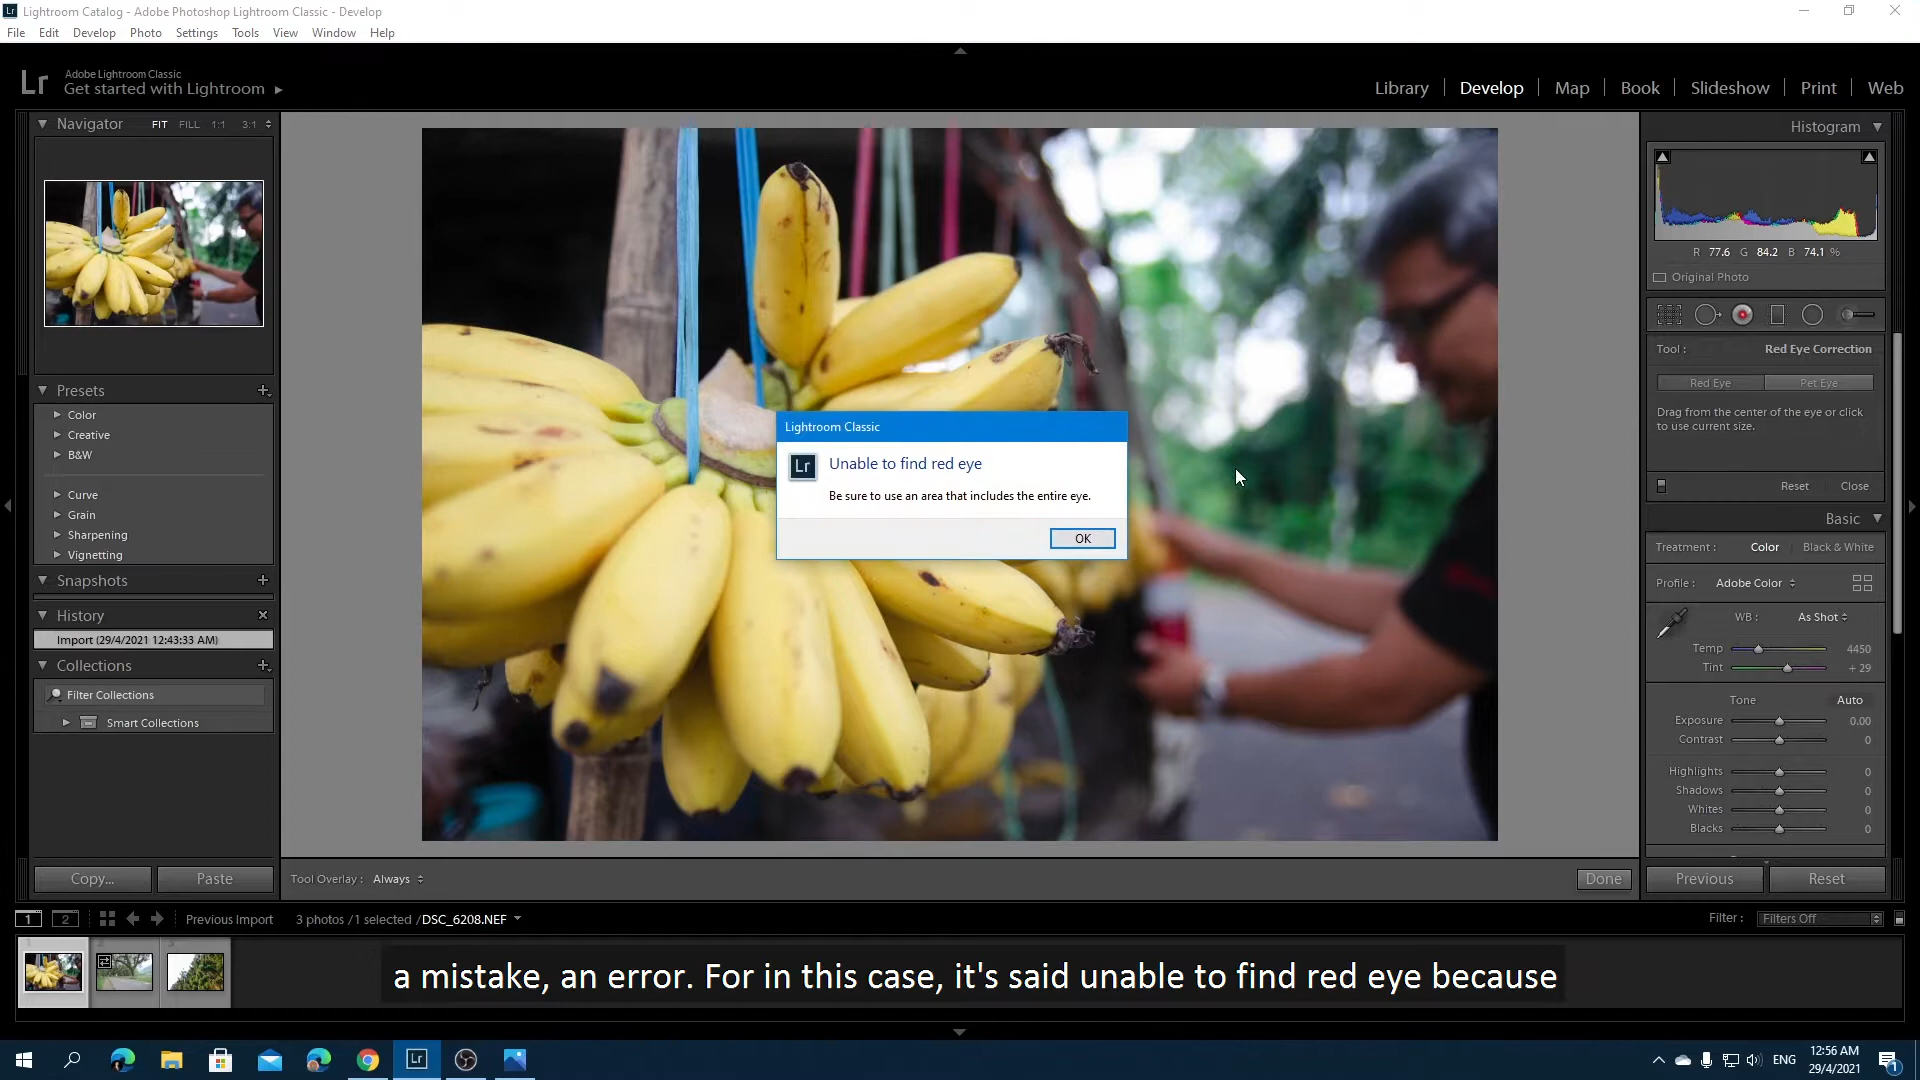 Lightroom Catalog - Adobe Photoshop Lightroom Classic - Develop
File Edit Develop Photo Settings Tools View Window Help
Lr
Adobe Lightroom Classic
Get started with Lightroom
Library Develop Map Book Slideshow Print Web
Navigator FIT FILL 1:1 3:1
Presets
Color
Creative
B&W
Curve
Grain
Sharpening
Vignetting
Snapshots
History
Import (29/4/2021 12:43:33 AM)
Collections
Filter Collections
Smart Collections
Copy... Paste
Lightroom Classic
Lr
Unable to find red eye
Be sure to use an area that includes the entire eye.
OK
Tool Overlay : Always
Done
Histogram
R 77.6 G 84.2 B 74.1 %
Original Photo
Tool : Red Eye Correction
Red Eye Pet Eye
Drag from the center of the eye or click
to use current size.
Reset Close
Basic
Treatment : Color Black & White
Profile : Adobe Color
WB : As Shot
Temp 4450
Tint + 29
Tone Auto
Exposure 0.00
Contrast 0
Highlights 0
Shadows 0
Whites 0
Blacks 0
Previous Reset
1 2 Previous Import 3 photos / 1 selected / DSC_6208.NEF
Filter : Filters Off
a mistake, an error. For in this case, it's said unable to find red eye because
Lr
ENG
12:56 AM
29/4/2021
1